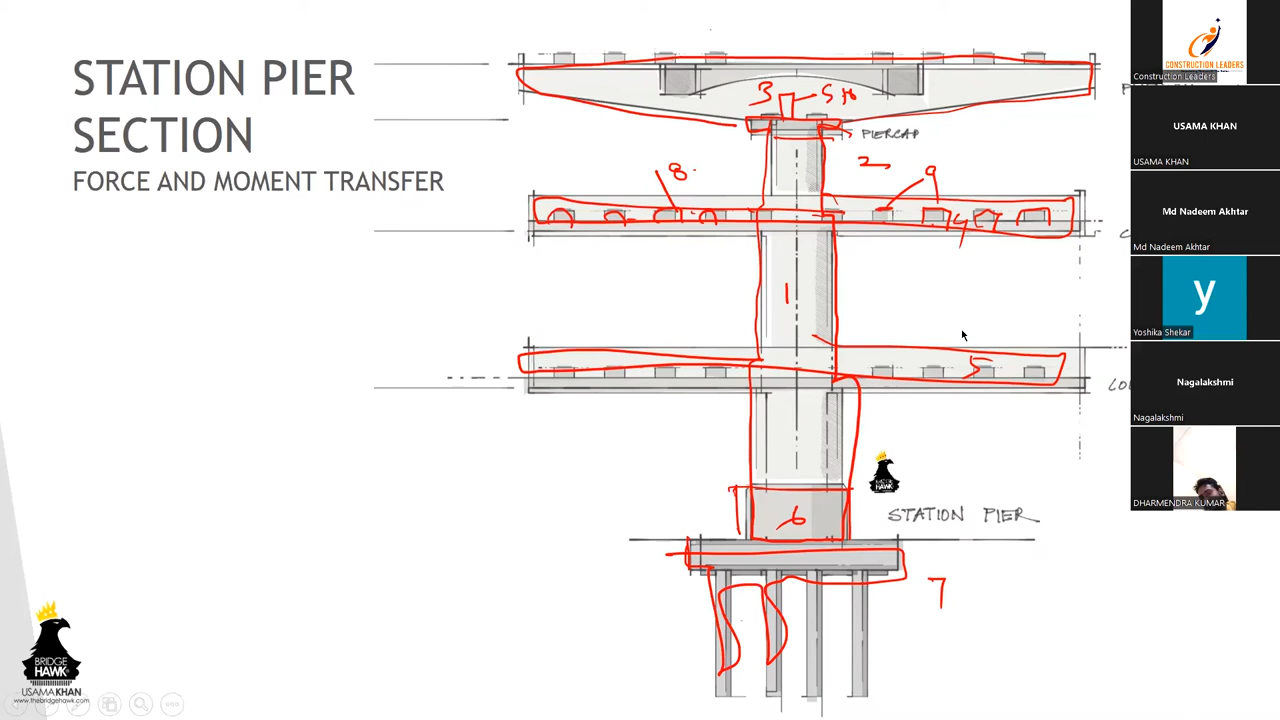 STATION PIER
SECTION
FORCE AND MOMENT TRANSFER
3
5th
PIERCAP
2
8
9
1
5
6
STATION PIER
7
BRIDGE
HAWK
USAMA KHAN
www.thebridgehawk.com
CONSTRUCTION LEADERS
Construction Leaders
USAMA KHAN
USAMA KHAN
Md Nadeem Akhtar
Md Nadeem Akhtar
y
Yoshika Shekar
Nagalakshmi
Nagalakshmi
DHARMENDRA KUMAR